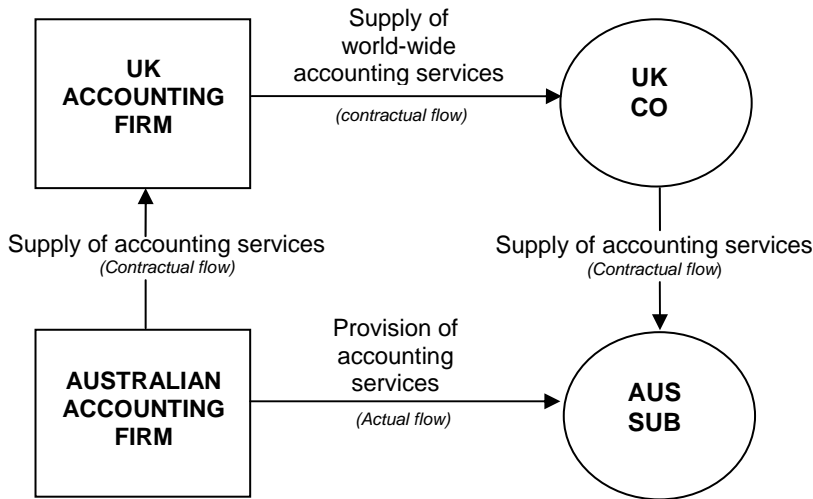 UK
ACCOUNTING
FIRM
Supply of
world-wide
accounting services
(contractual flow)
UK
CO
Supply of accounting services
(Contractual flow)
Supply of accounting services
(Contractual flow)
AUSTRALIAN
ACCOUNTING
FIRM
Provision of
accounting
services
(Actual flow)
AUS
SUB